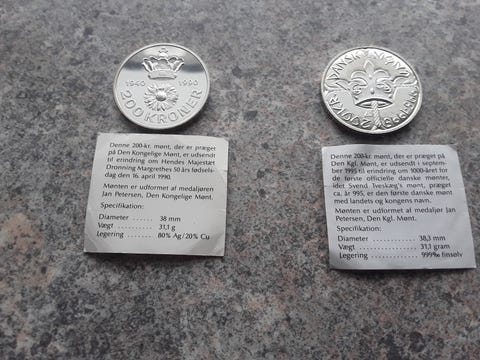 1940 1990
200 KRONER
Denne 200-kr. mønt, der er præget
på Den Kongelige Mønt, er udsendt
til erindring om Hendes Majestæt
Dronning Margrethes 50 års fødsels-
dag den 16. april 1990.
Mønten er udformet af medaljøren
Jan Petersen, Den Kongelige Mønt.
Specifikation:
Diameter ........... 38 mm
Vægt .............. 31,1 g
Legering ........ 80% Ag/20% Cu
Denne 200-kr. mønt, der er præget på
Den Kgl. Mønt, er udsendt i septem-
ber 1995 til erindring om 1000-året for
de første officielle danske mønter,
idet Svend Tveskæg's mønt, præget
ca. år 995, er den første danske mønt
med landets og kongens navn.
Mønten er udformet af medaljør Jan
Petersen, Den Kgl. Mønt.
Specifikation:
Diameter ........... 38,3 mm
Vægt ............. 31,1 gram
Legering ........ 999‰ finsølv